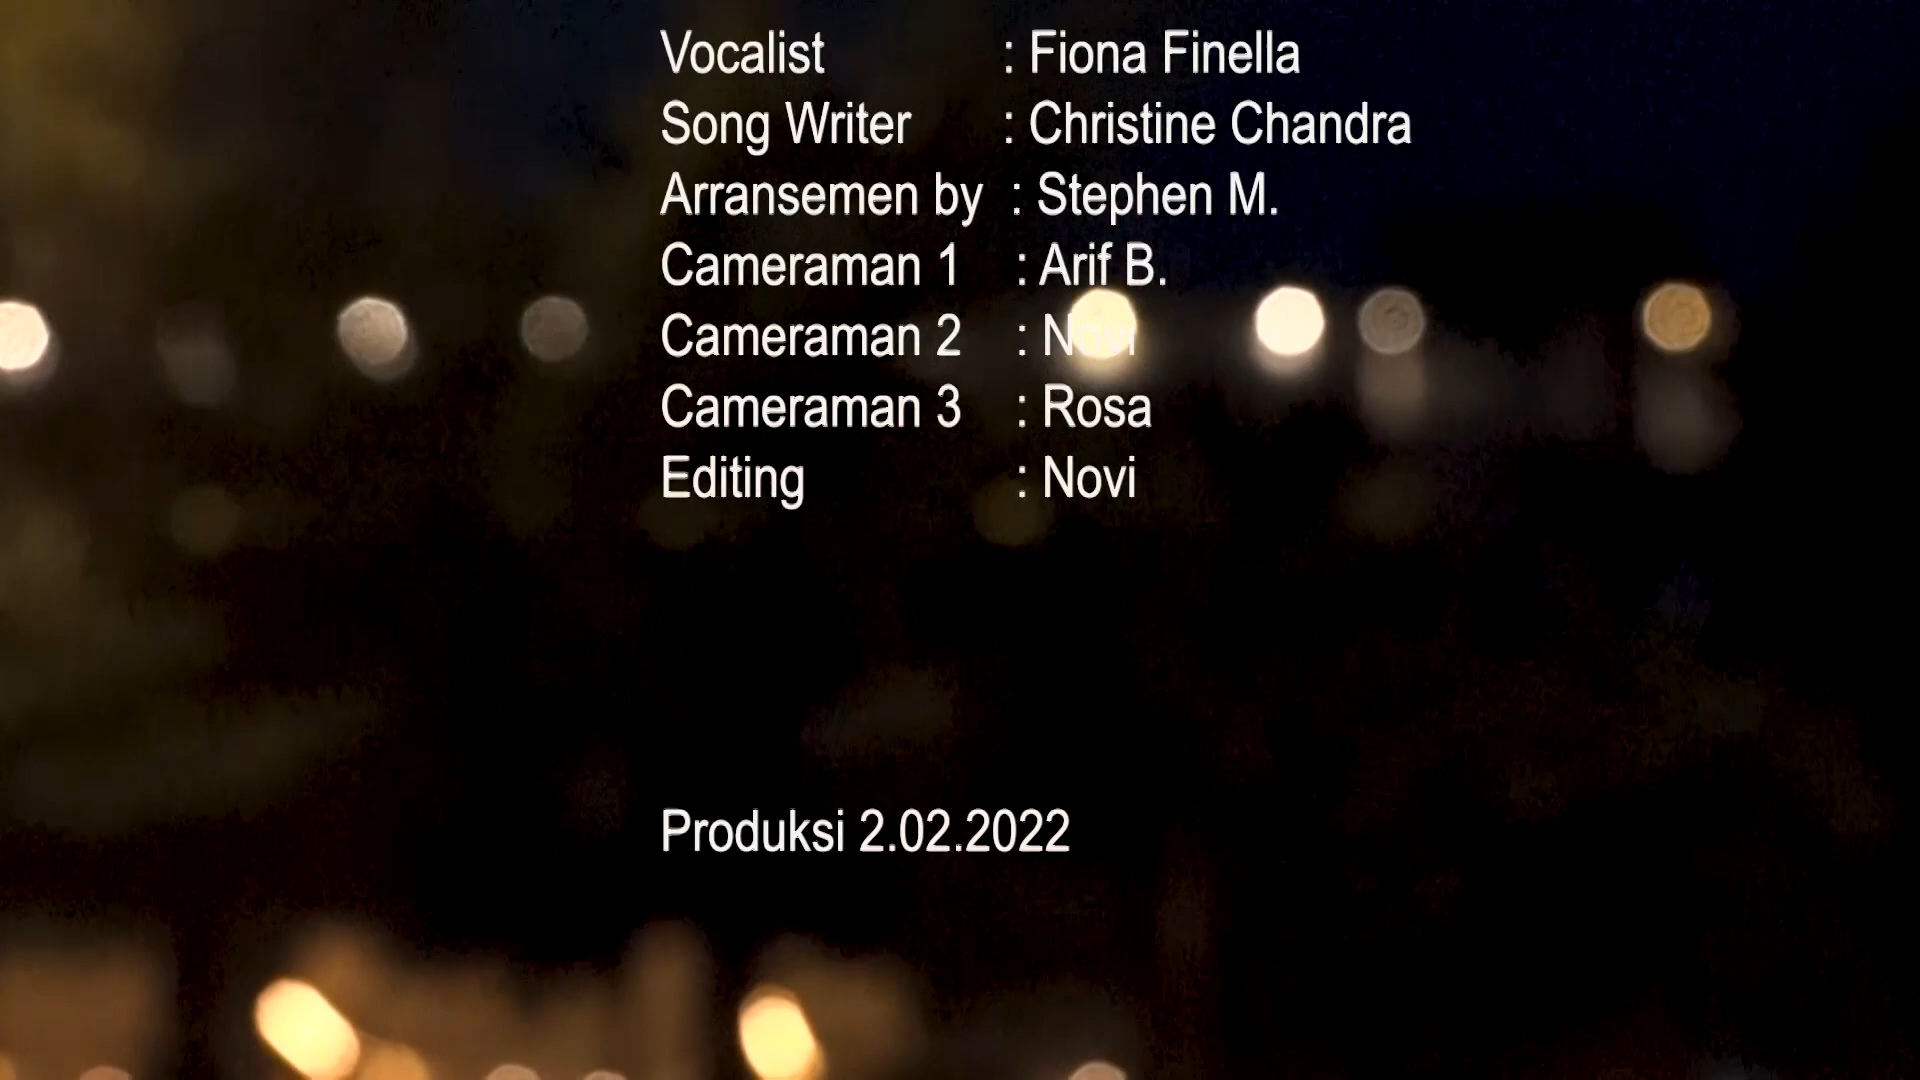 Vocalist : Fiona Finella
Song Writer : Christine Chandra
Arransemen by : Stephen M.
Cameraman 1 : Arif B.
Cameraman 2 : Novi
Cameraman 3 : Rosa
Editing : Novi
Produksi 2.02.2022